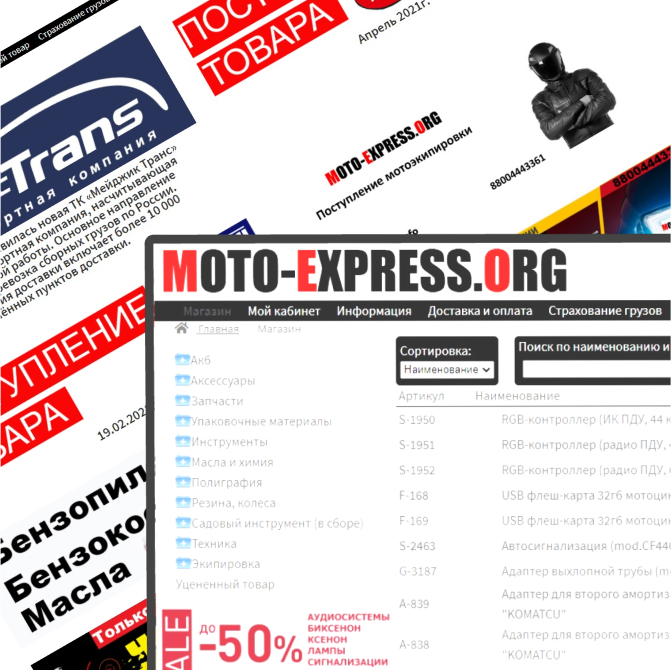 Страхование грузов
товар
ПОСТ
ТОВАРА
Апрель 2021г.
Trans
ртная компания
вилась новая ТК «Мейджик Транс»
ортная компания, насчитывающая
ой работы. Основное направление
ревозка сборных грузов по России.
ия доставки включает более 10 000
лённых пунктов доставки.
MOTO-EXPRESS.ORG
Поступление мотоэкипировки
88004443361
УПЛЕНИЕ
ВАРА
19.02.202
Бензопил
Бензокос
Масла
Только
MOTO-EXPRESS.ORG
Магазин Мой кабинет Информация Доставка и оплата Страхование грузов
Главная Магазин
Акб
Аксессуары
Запчасти
Упаковочные материалы
Инструменты
Масла и химия
Полиграфия
Резина, колеса
Садовый инструмент (в сборе)
Техника
Экипировка
Уцененный товар
Сортировка:
Наименование
Поиск по наименованию и
Артикул Наименование
S-1950 RGB-контроллер (ИК ПДУ, 44 к
S-1951 RGB-контроллер (радио ПДУ,
S-1952 RGB-контроллер (радио ПДУ,
F-168 USB флеш-карта 32гб мотоци
F-169 USB флеш-карта 32гб мотоци
S-2463 Автосигнализация (mod.CF44
G-3187 Адаптер выхлопной трубы (m
A-839 Адаптер для второго амортиз
"KOMATCU"
A-838 Адаптер для второго амортиз
"KOMATCU"
SALE
до
-50%
АУДИОСИСТЕМЫ
БИКСЕНОН
КСЕНОН
ЛАМПЫ
СИГНАЛИЗАЦИИ